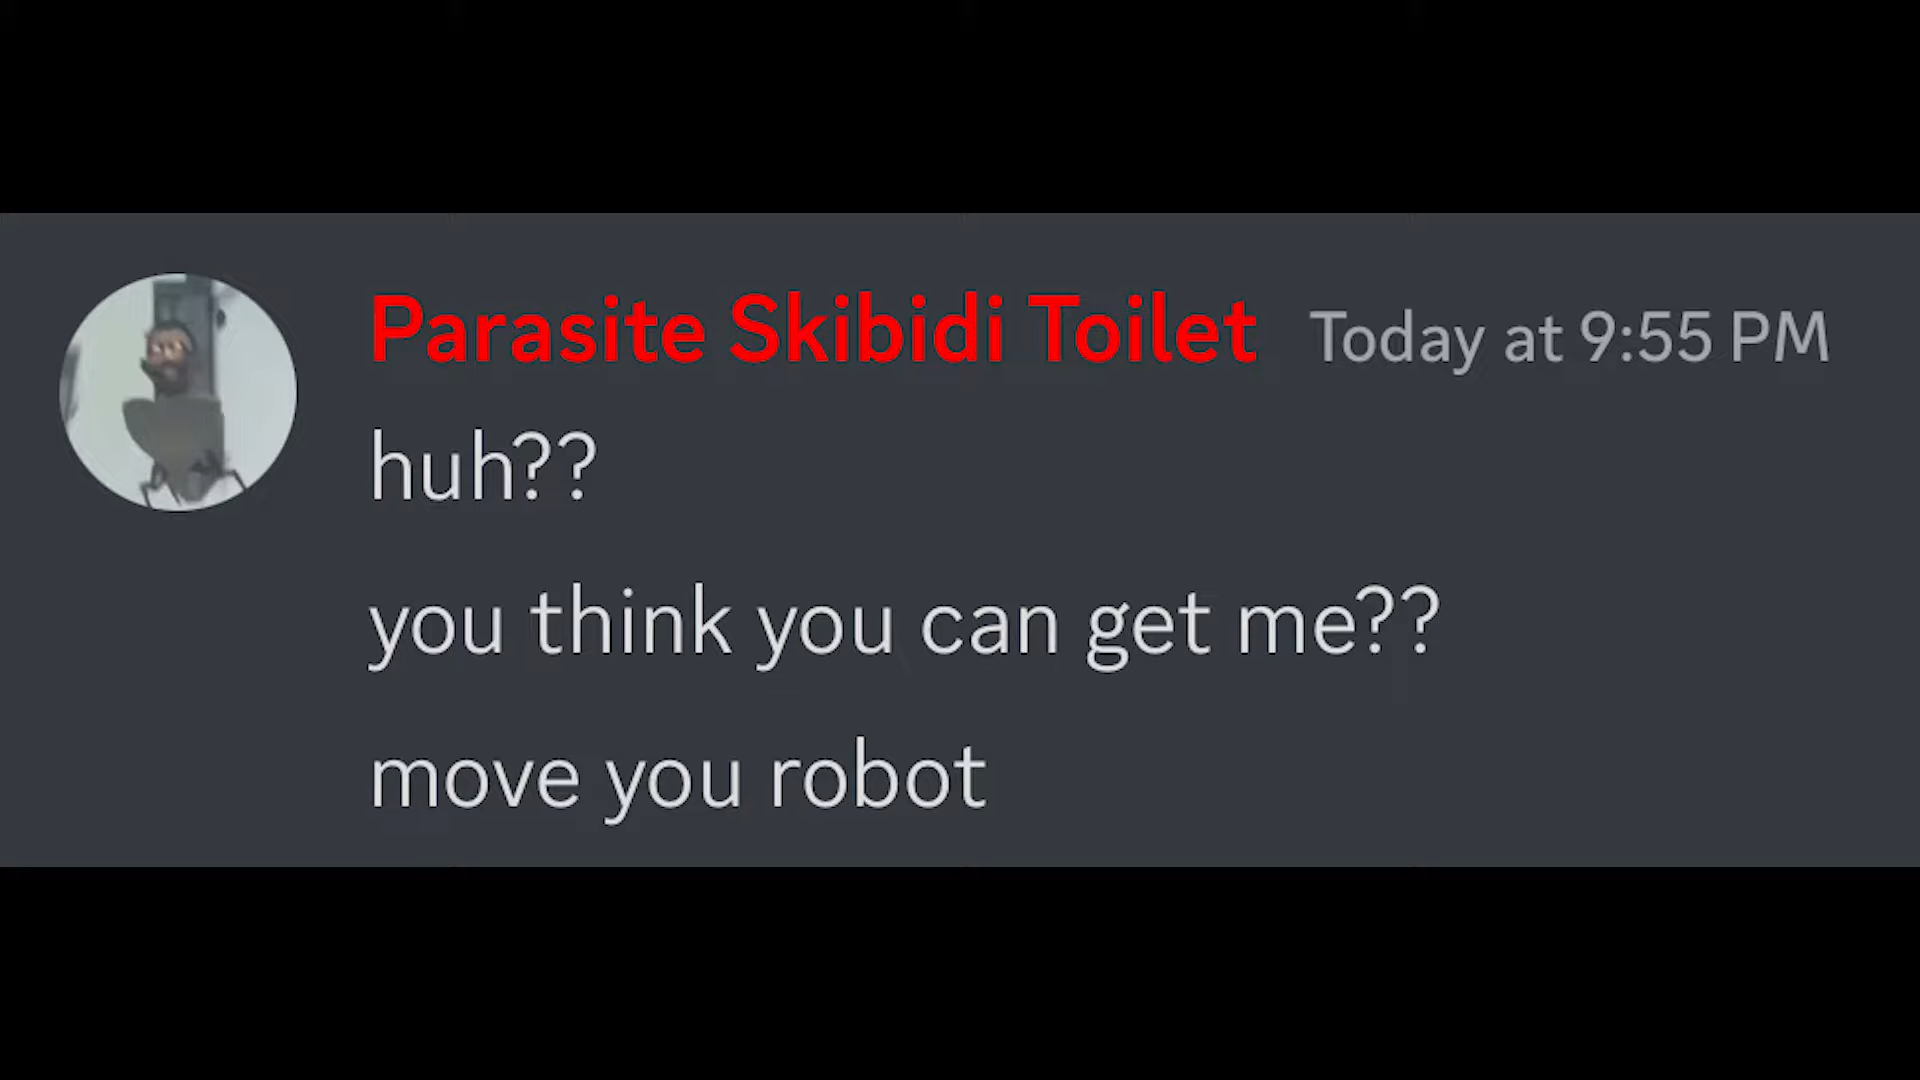 Parasite Skibidi Toilet Today at 9:55 PM
huh??
you think you can get me??
move you robot